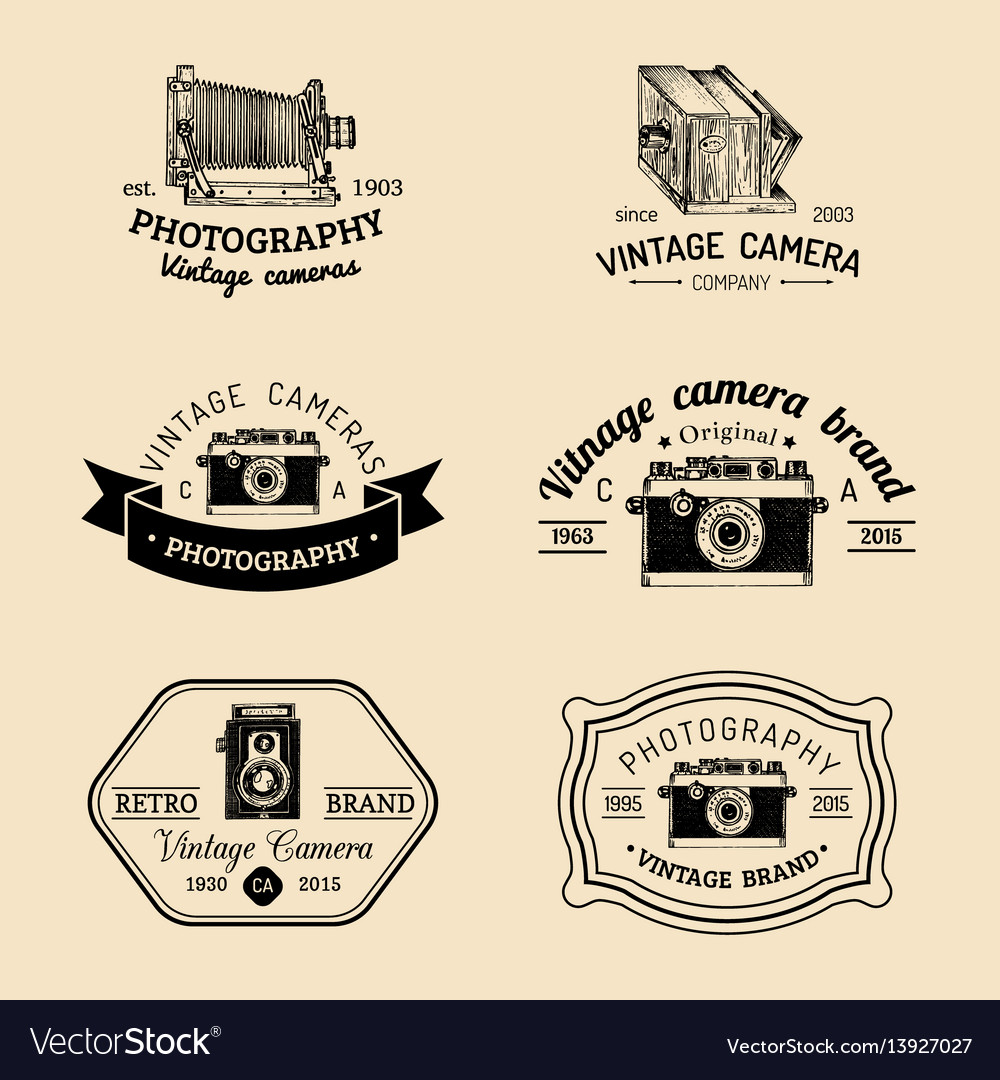 est. 1903
PHOTOGRAPHY
Vintage cameras
since 2003
VINTAGE CAMERA
COMPANY
VINTAGE CAMERAS
C A
• PHOTOGRAPHY •
Vitnage camera brand
Original
C A
1963 2015
RETRO BRAND
Vintage Camera
1930 CA 2015
PHOTOGRAPHY
1995 2015
• VINTAGE BRAND •
VectorStock®
VectorStock.com/13927027